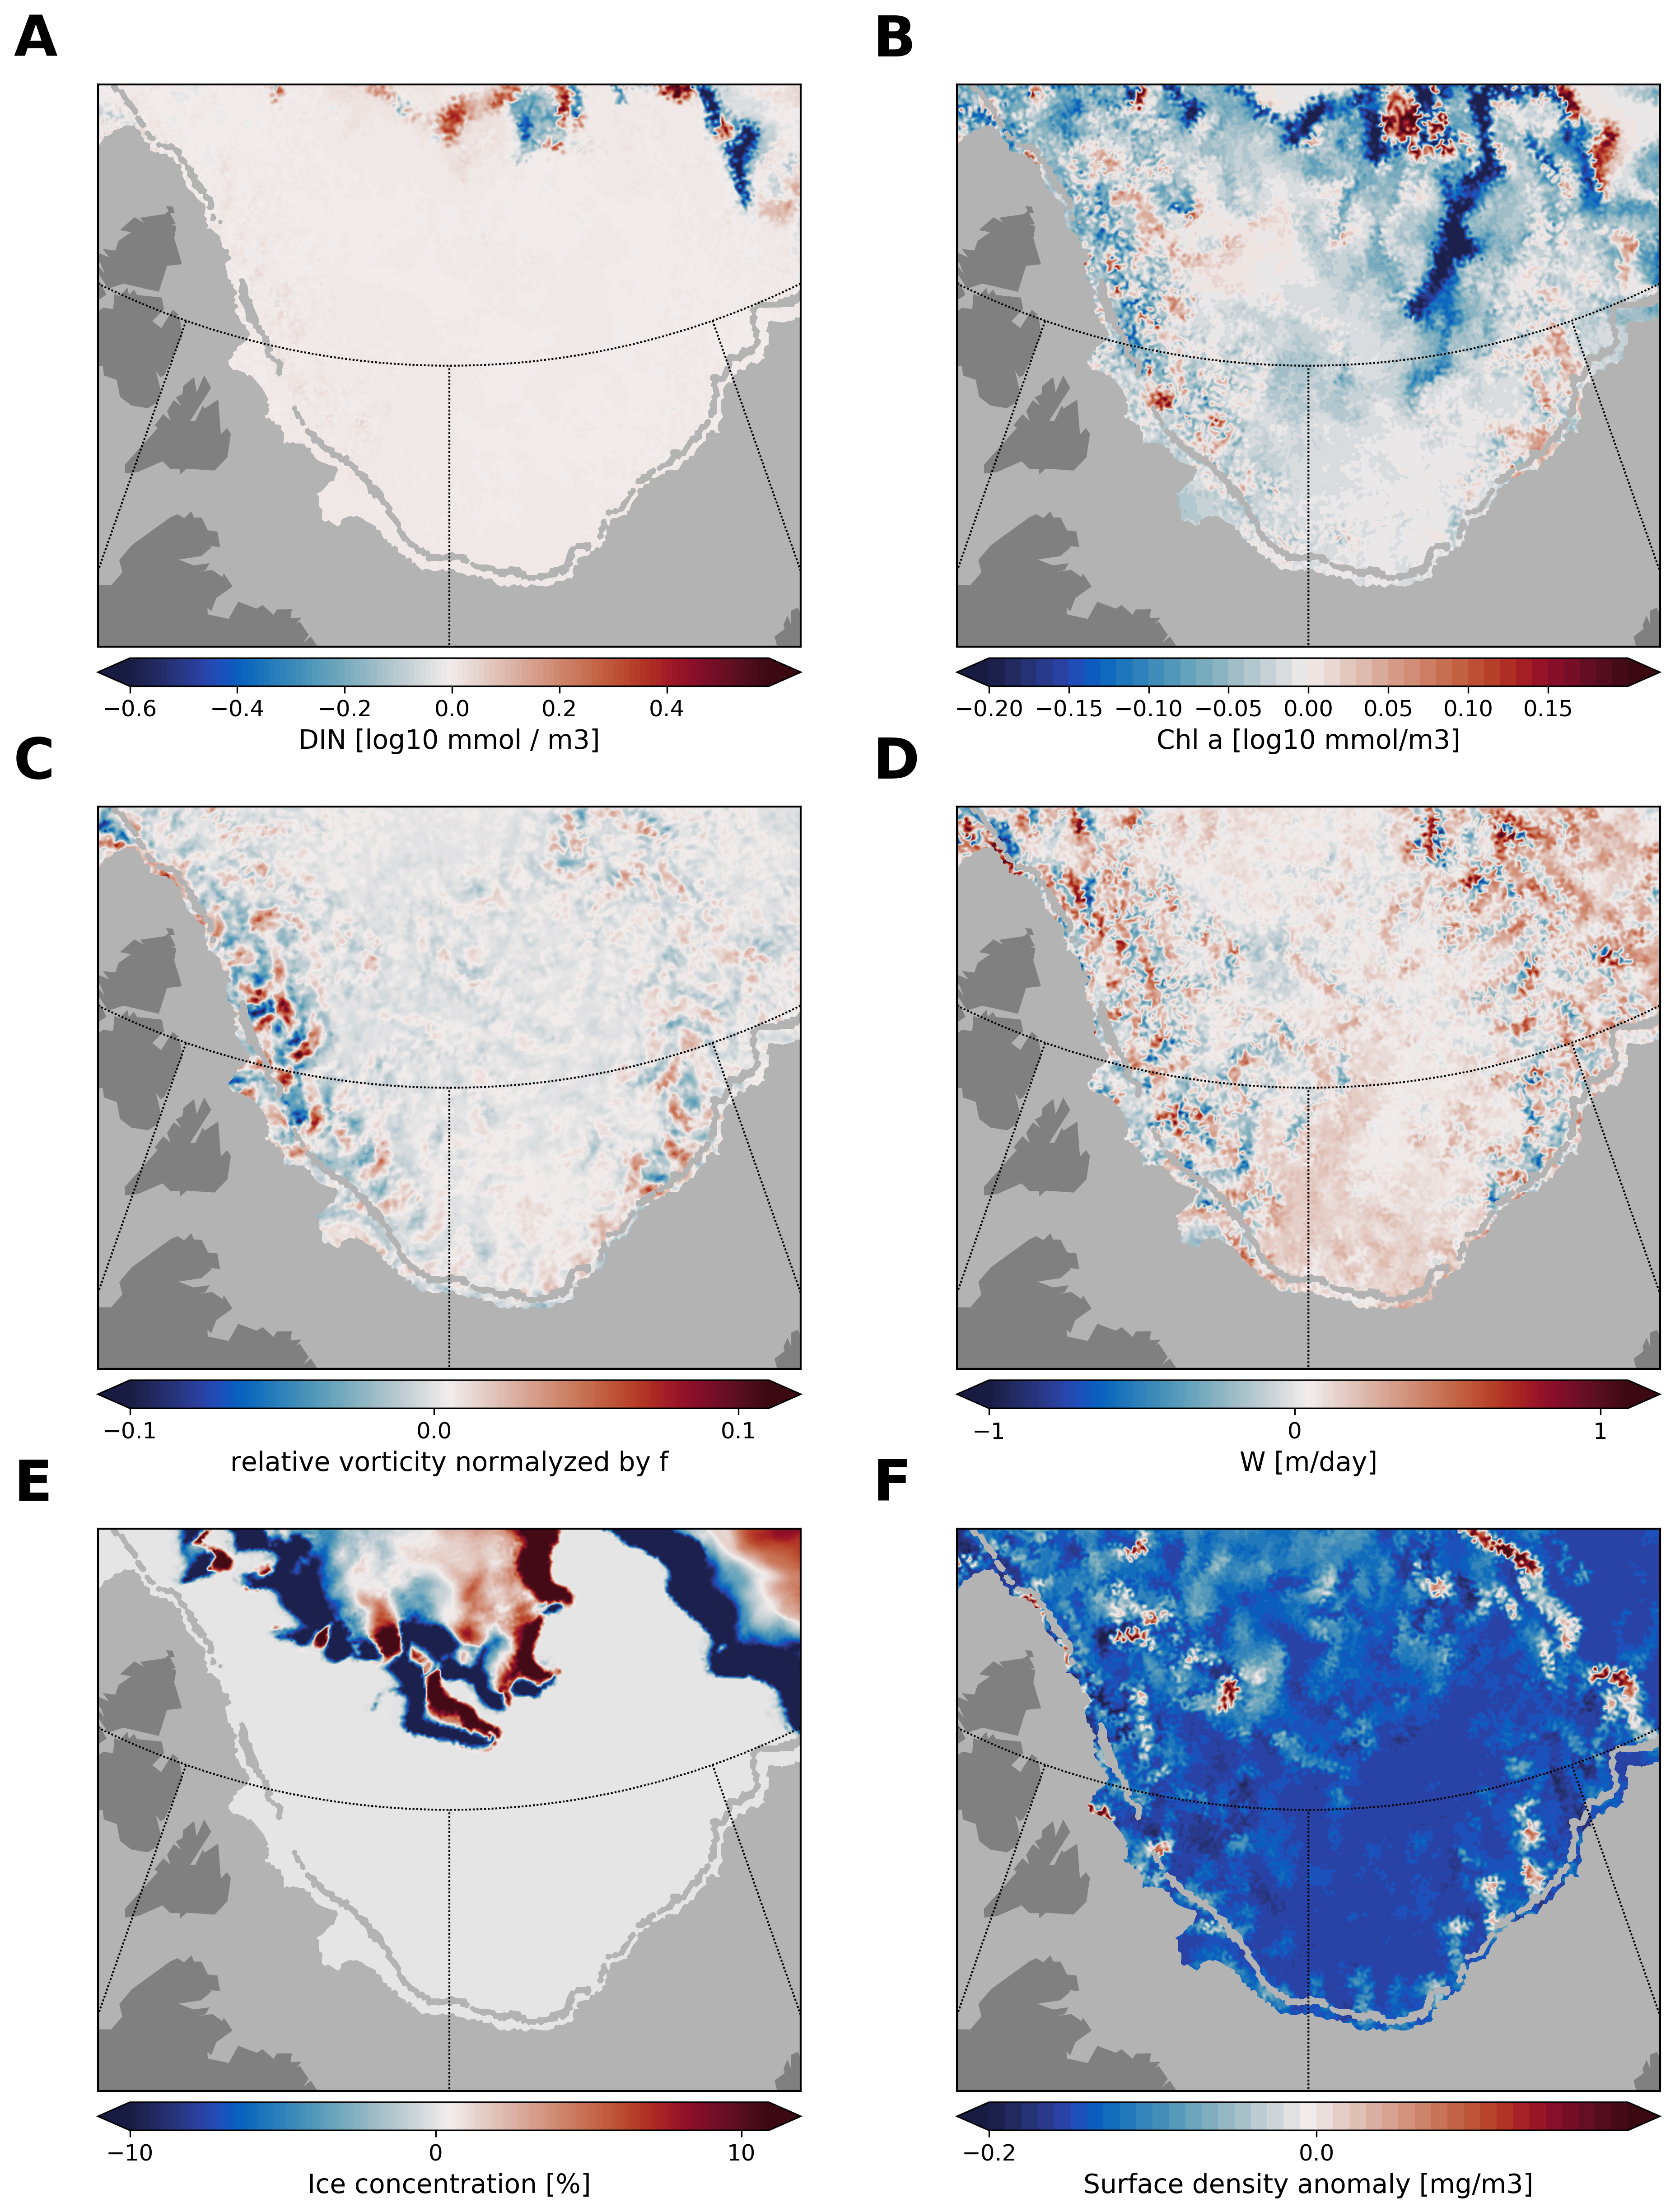 A
B
−0.6 −0.4 −0.2 0.0 0.2 0.4
DIN [log10 mmol / m3]
−0.20 −0.15 −0.10 −0.05 0.00 0.05 0.10 0.15
Chl a [log10 mmol/m3]
C
D
−0.1 0.0 0.1
relative vorticity normalyzed by f
−1 0 1
W [m/day]
E
F
−10 0 10
Ice concentration [%]
−0.2 0.0
Surface density anomaly [mg/m3]